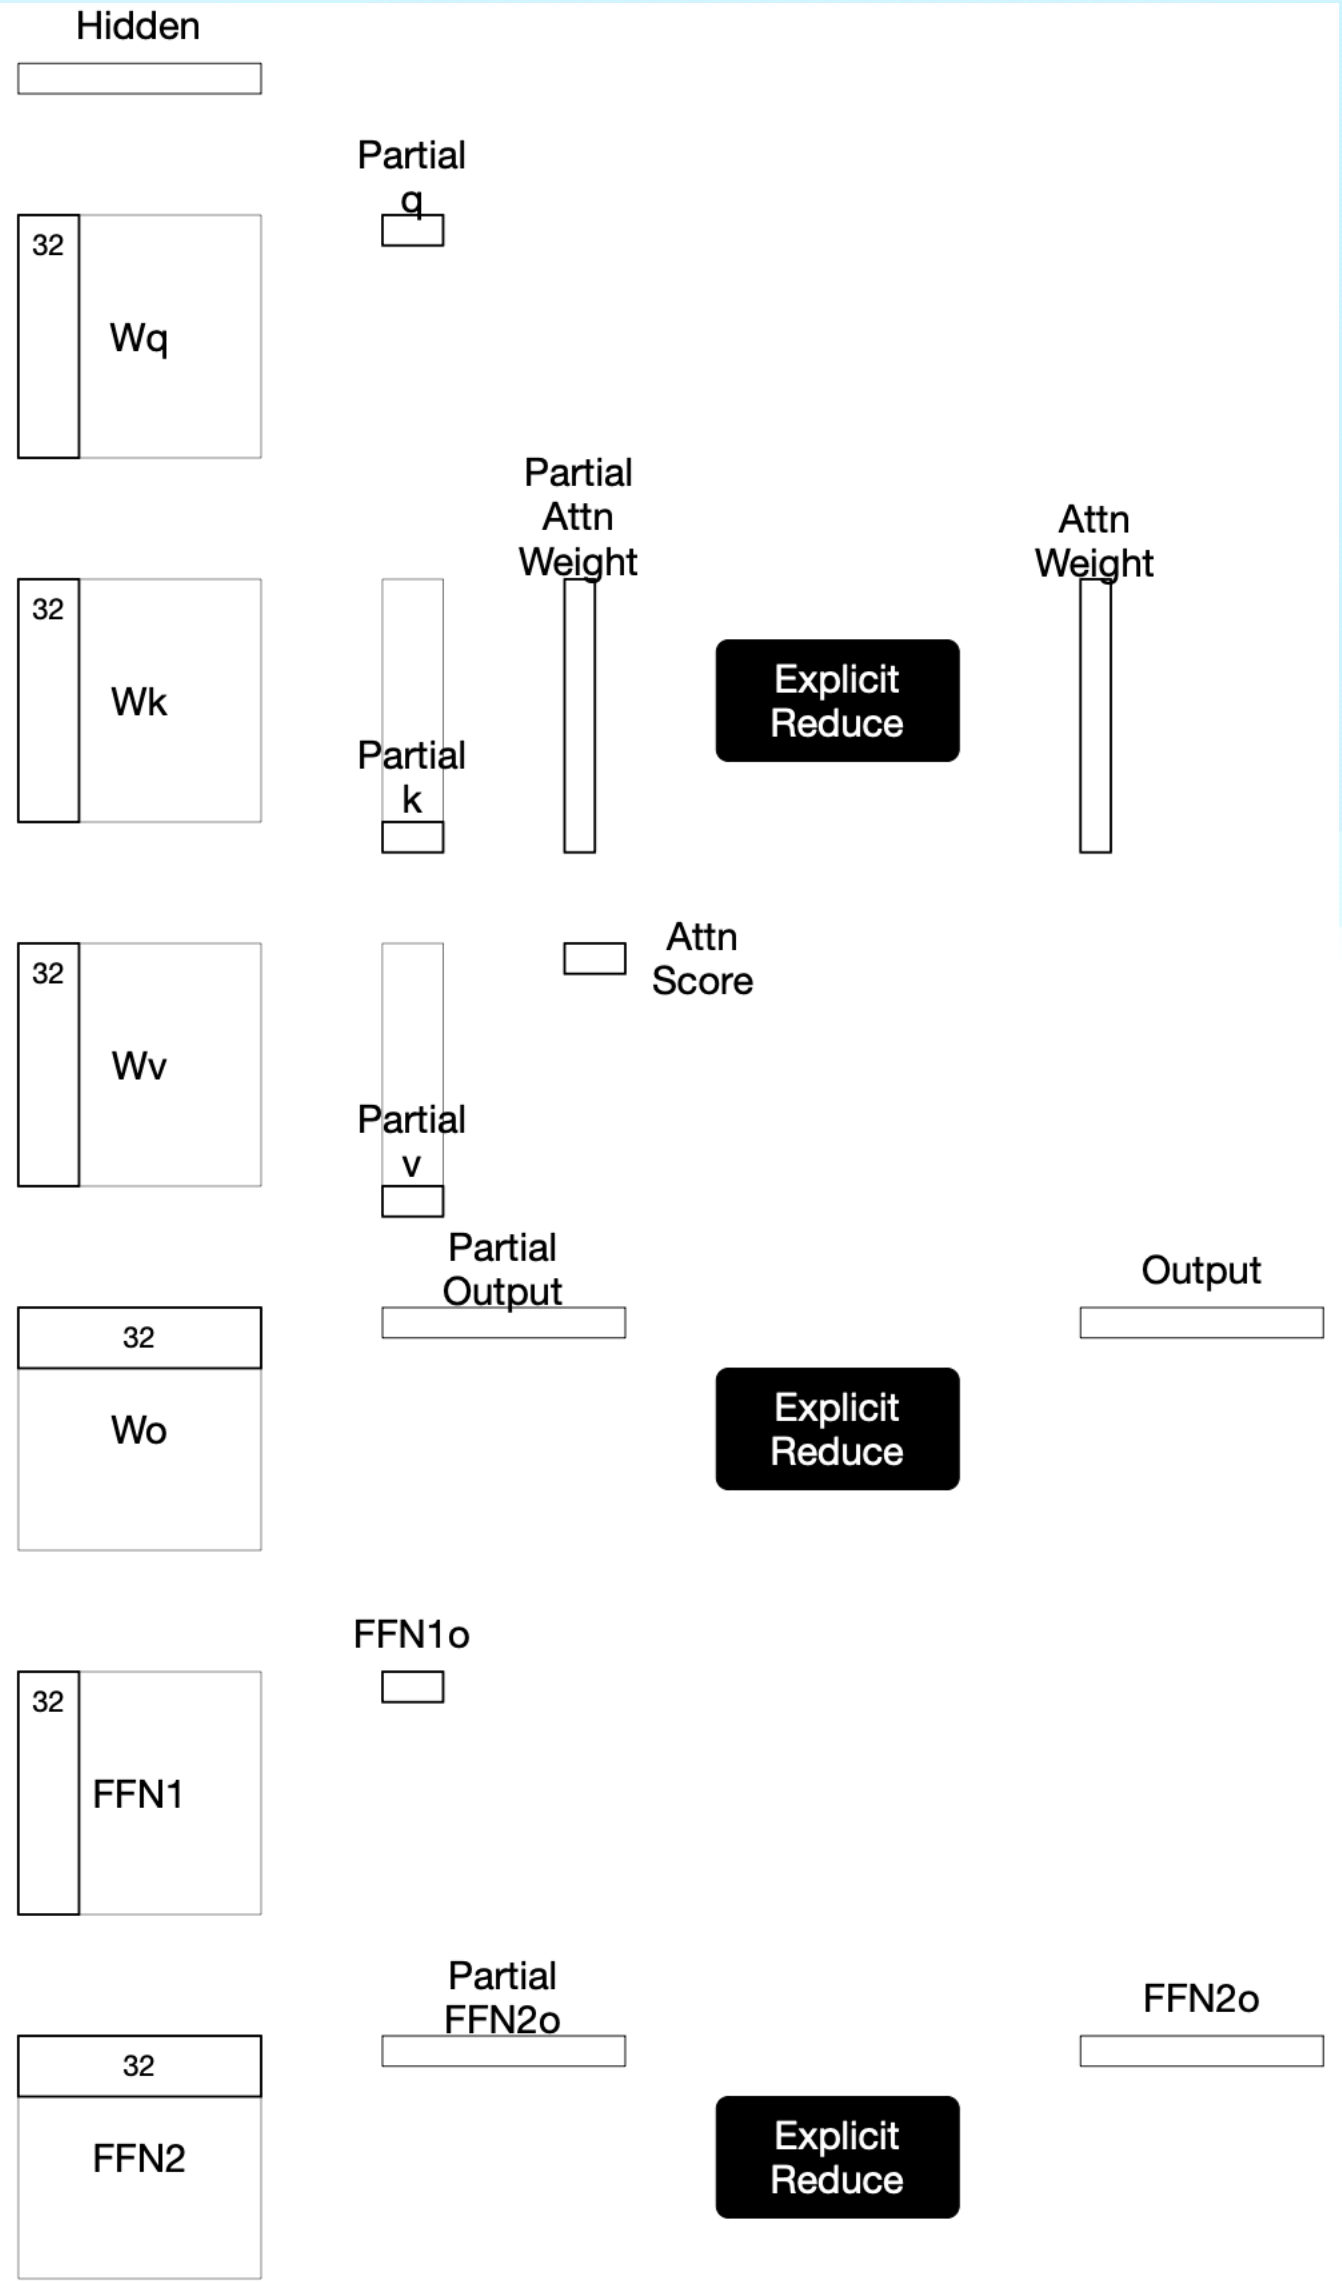 Hidden
Partial
q
32
Wq
Partial
Attn
Weight
Attn
Weight
32
Wk
Partial
k
Explicit
Reduce
32
Wv
Attn
Score
Partial
v
Partial
Output
Output
32
Wo
Explicit
Reduce
FFN1o
32
FFN1
Partial
FFN2o
FFN2o
32
FFN2
Explicit
Reduce